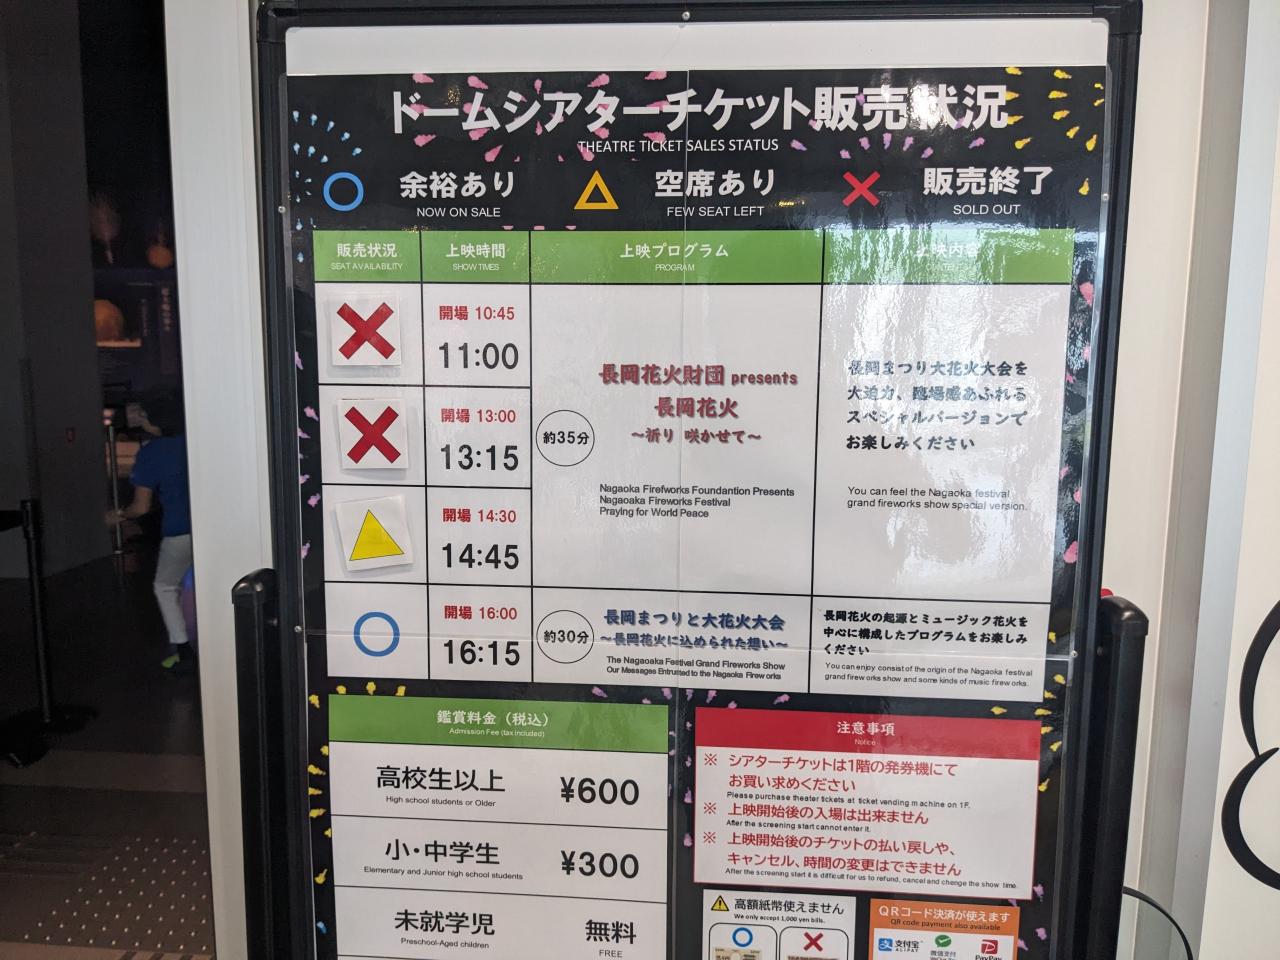 ドームシアターチケット販売状況
THEATRE TICKET SALES STATUS
余裕あり
NOW ON SALE
空席あり
FEW SEAT LEFT
販売終了
SOLD OUT
販売状況
SEAT AVAILABILITY
上映時間
SHOW TIMES
上映プログラム
PROGRAM
上映内容
開場 10:45
11:00
開場 13:00
13:15
開場 14:30
14:45
約35分
長岡花火財団 presents
長岡花火
～祈り 咲かせて～
Nagaoka Firefworks Foundantion Presents
Nagaoaka Fireworks Festival
Praying for World Peace
長岡まつり大花火大会を
大迫力、臨場感あふれる
スペシャルバージョンで
お楽しみください
You can feel the Nagaoka festival
grand fireworks show special version.
開場 16:00
16:15
約30分
長岡まつりと大花火大会
～長岡花火に込められた想い～
The Nagaoaka Festival Grand Fireworks Show
Our Messages Entrusted to the Nagaoka Fireworks
長岡花火の起源とミュージック花火を
中心に構成したプログラムをお楽しみ
ください
You can enjoy consist of the origin of the Nagaoka festival
grand fireworks show and some kinds of music fireworks.
鑑賞料金（税込）
Admission Fee (tax included)
高校生以上
High school students or Older
¥600
小・中学生
Elementary and Junior high school students
¥300
未就学児
Preschool-Aged children
無料
FREE
注意事項
Notice
※ シアターチケットは1階の発券機にて
お買い求めください
Please purchase theater tickets at ticket vending machine on 1F.
※ 上映開始後の入場は出来ません
After the screening start cannot enter it.
※ 上映開始後のチケットの払い戻しや、
キャンセル、時間の変更はできません
After the screening start it is difficult for us to refund, cancel and change the show time.
高額紙幣使えません
We only accept 1,000 yen bills.
QRコード決済が使えます
QR code payment also available
支付宝
ALIPAY
微信支付
PayPay